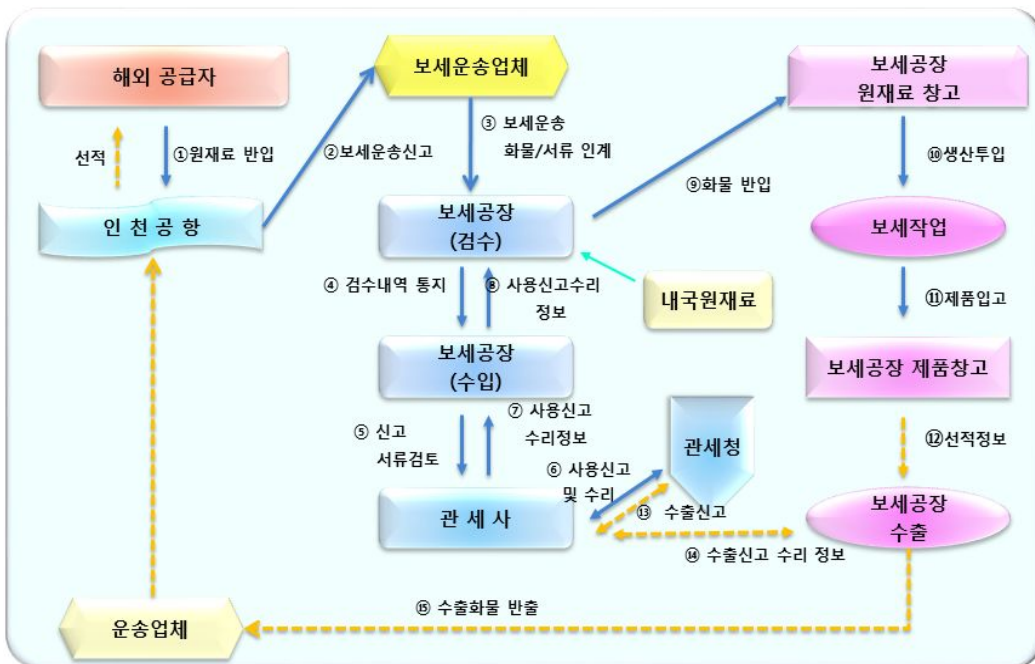 해외 공급자
보세운송업체
보세공장
원재료 창고
선적
①원재료 반입
②보세운송신고
③ 보세운송
화물/서류 인계
⑨화물 반입
⑩생산투입
인 천 공 항
보세공장
(검수)
보세작업
④ 검수내역 통지
⑧ 사용신고수리
정보
내국원재료
⑪제품입고
보세공장
(수입)
보세공장 제품창고
⑤ 신고
서류검토
⑦ 사용신고
수리정보
관세청
⑫선적정보
⑥ 사용신고
및 수리
관 세 사
⑬ 수출신고
보세공장
수출
⑭ 수출신고 수리 정보
⑮ 수출화물 반출
운송업체